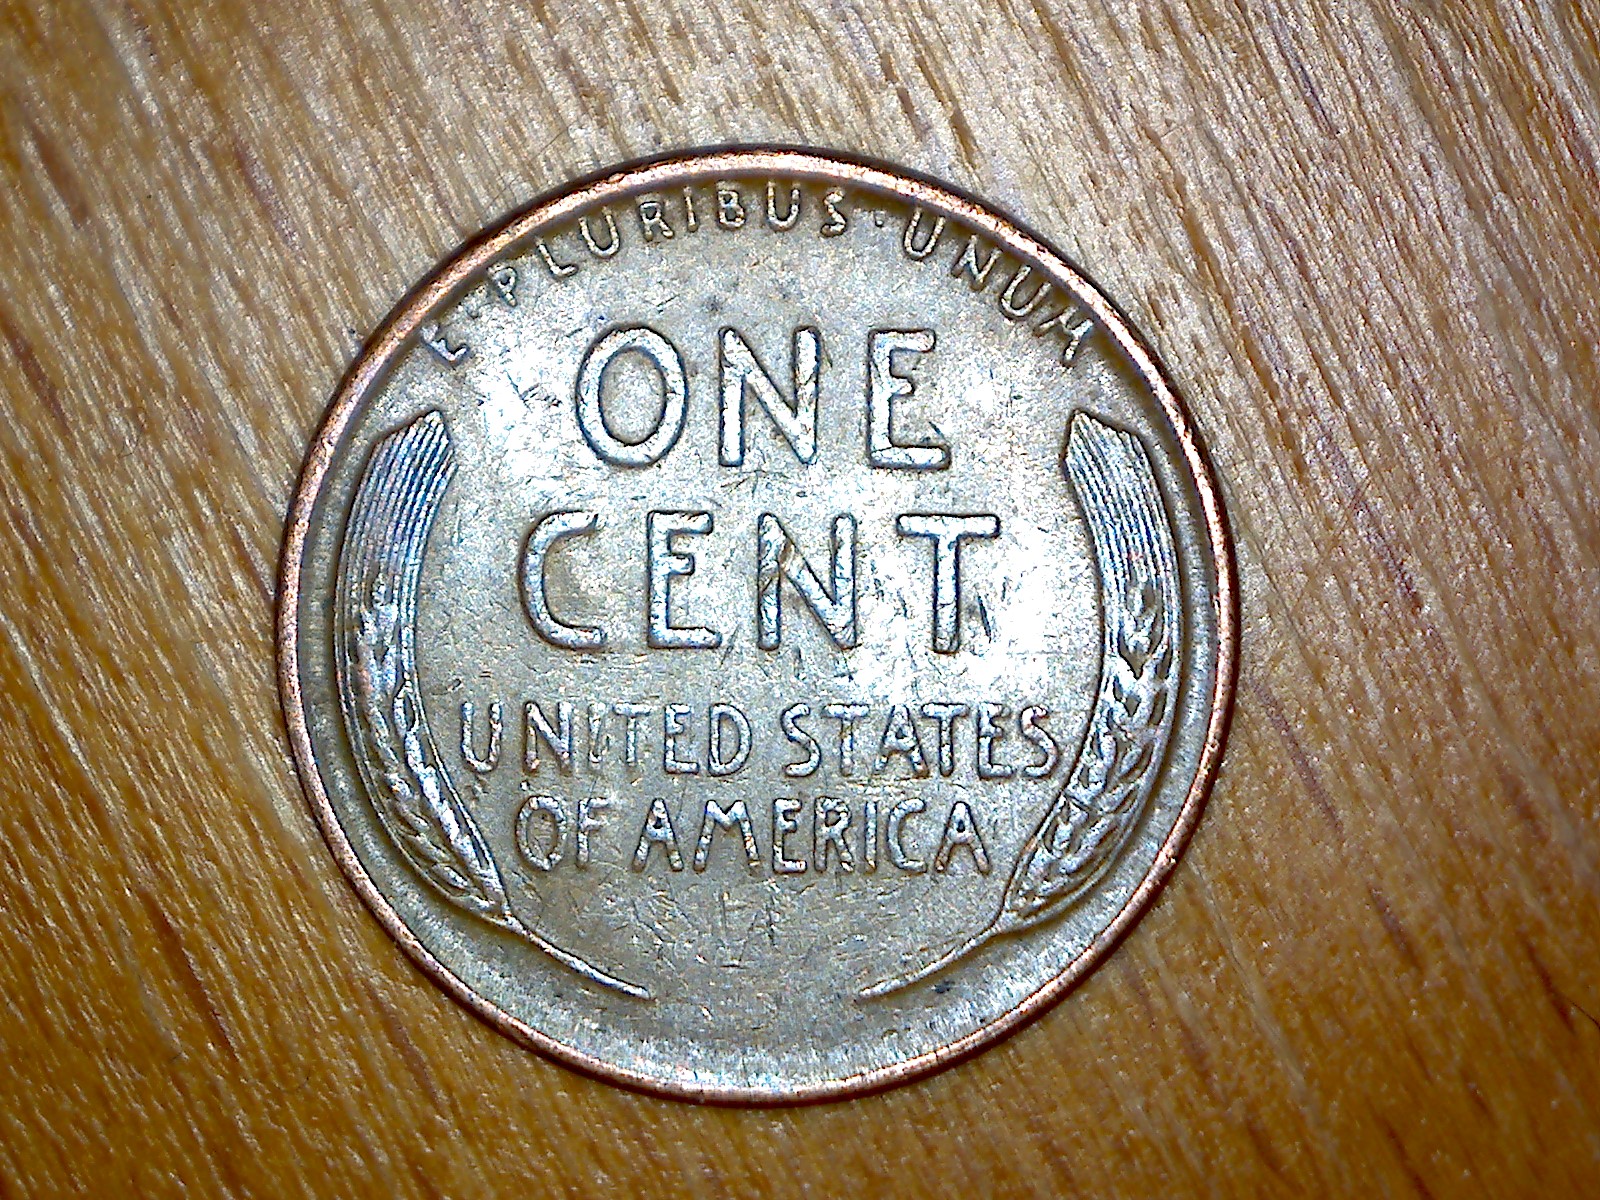 E·PLURIBUS·UNUM
ONE
CENT
UNITED STATES
OF AMERICA